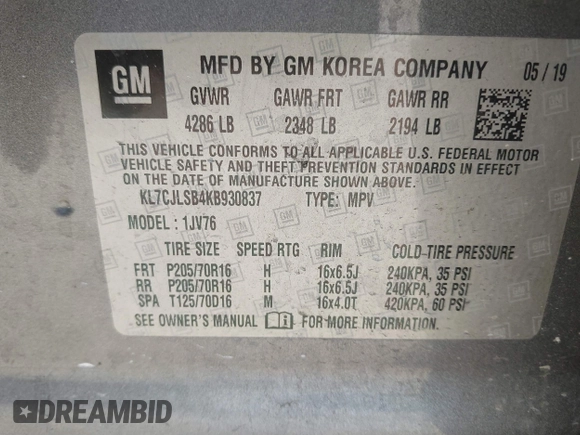 GM MFD BY GM KOREA COMPANY 05 / 19
GVWR GAWR FRT GAWR RR
4286 LB 2348 LB 2194 LB
THIS VEHICLE CONFORMS TO ALL APPLICABLE U.S. FEDERAL MOTOR
VEHICLE SAFETY AND THEFT PREVENTION STANDARDS IN EFFECT
ON THE DATE OF MANUFACTURE SHOWN ABOVE.
KL7CJLSB4KB930837 TYPE: MPV
MODEL : 1JV76
TIRE SIZE SPEED RTG RIM COLD TIRE PRESSURE
FRT P205/70R16 H 16x6.5J 240KPA, 35 PSI
RR P205/70R16 H 16x6.5J 240KPA, 35 PSI
SPA T125/70D16 M 16x4.0T 420KPA, 60 PSI
SEE OWNER'S MANUAL FOR MORE INFORMATION.
DREAMBID